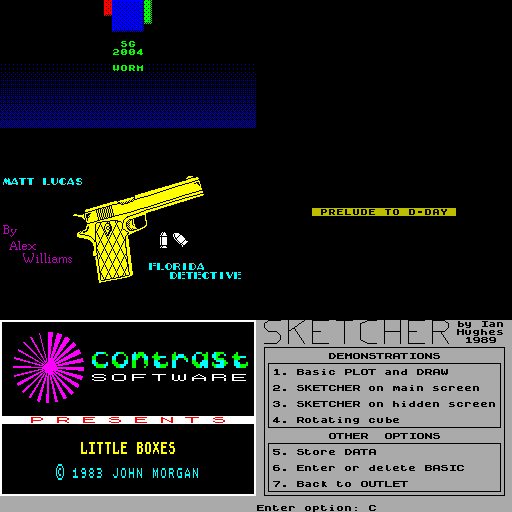 SG
2004
WORM
MATT LUCAS
By
Alex
Williams
FLORIDA
DETECTIVE
PRELUDE TO D-DAY
contrast
SOFTWARE
PRESENTS
LITTLE BOXES
© 1983 JOHN MORGAN
SKETCHER by Ian
Hughes
1989
DEMONSTRATIONS
1. Basic PLOT and DRAW
2. SKETCHER on main screen
3. SKETCHER on hidden screen
4. Rotating cube
OTHER OPTIONS
5. Store DATA
6. Enter or delete BASIC
7. Back to OUTLET
Enter option: C